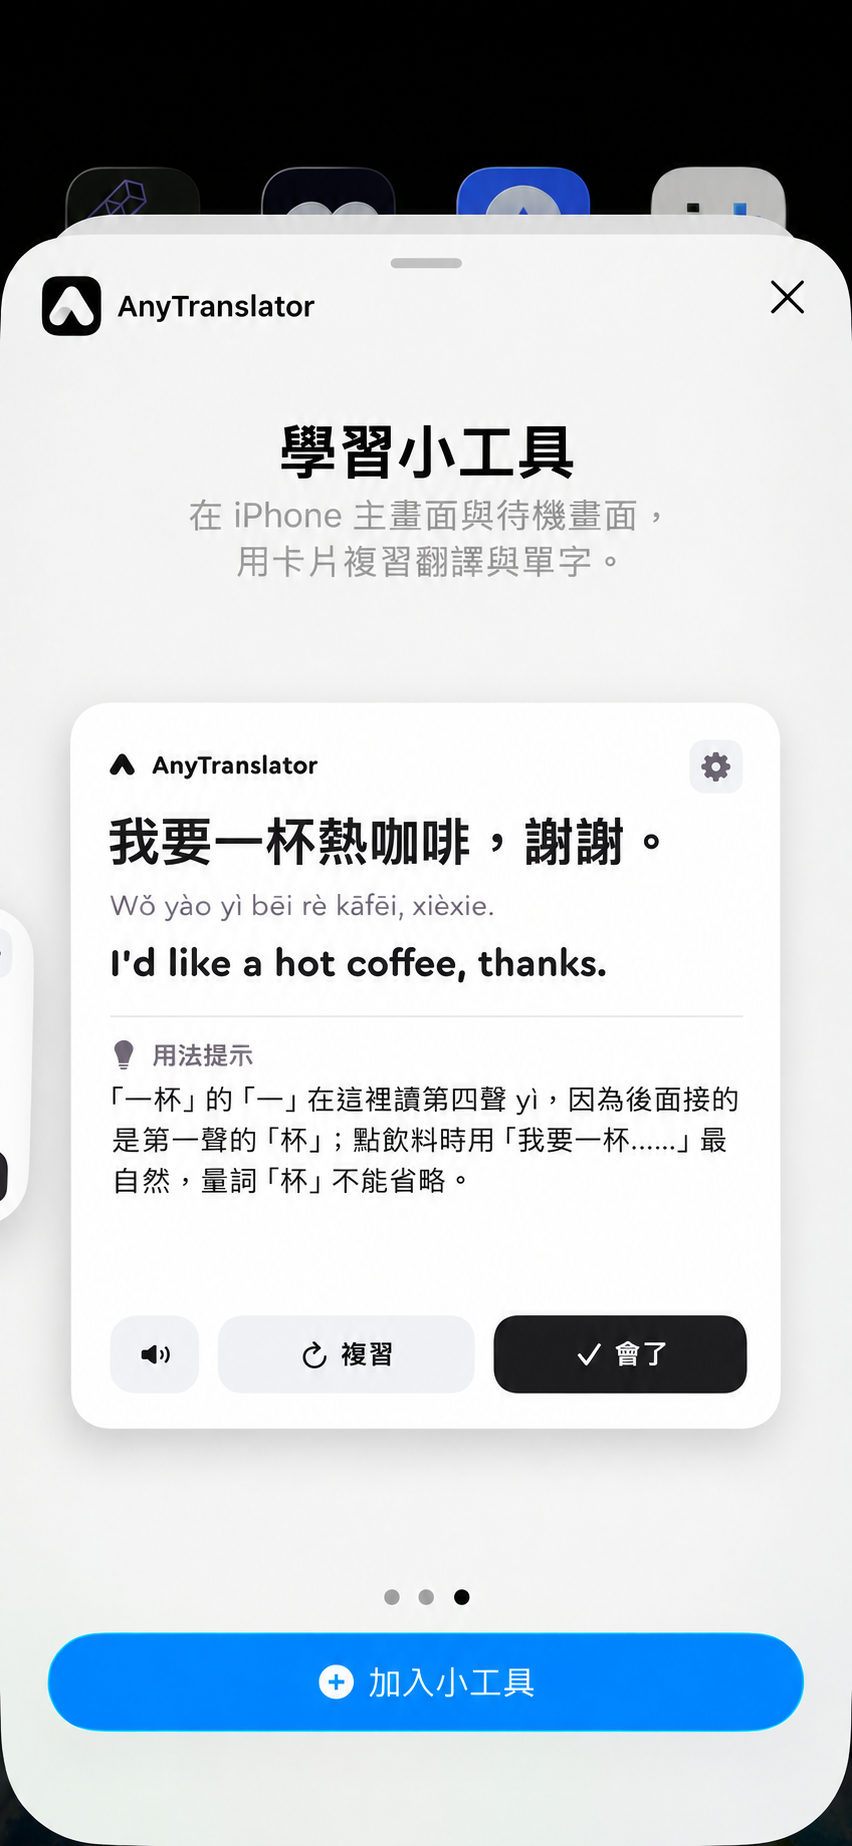 AnyTranslator
學習小工具
在 iPhone 主畫面與待機畫面，
用卡片複習翻譯與單字。
AnyTranslator
我要一杯熱咖啡，謝謝。
Wǒ yào yì bēi rè kāfēi, xièxie.
I'd like a hot coffee, thanks.
用法提示
「一杯」的「一」在這裡讀第四聲 yì，因為後面接的
是第一聲的「杯」；點飲料時用「我要一杯……」最
自然，量詞「杯」不能省略。
複習
會了
加入小工具